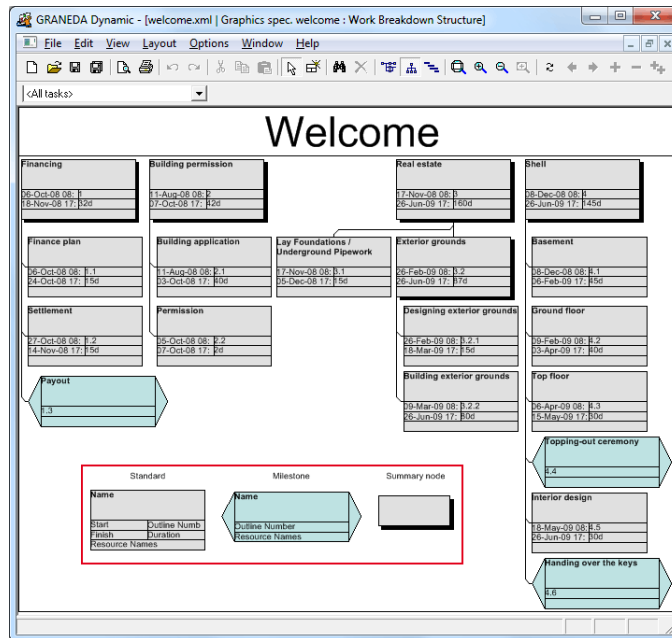 GRANEDA Dynamic - [welcome.xml | Graphics spec. welcome : Work Breakdown Structure]
File Edit View Layout Options Window Help
<All tasks>
Welcome
Financing
06-Oct-08 08: 1
18-Nov-08 17: 32d
Building permission
11-Aug-08 08: 2
07-Oct-08 17: 42d
Real estate
17-Nov-08 08: 3
26-Jun-09 17: 160d
Shell
08-Dec-08 08: 4
26-Jun-09 17: 145d
Finance plan
06-Oct-08 08: 1.1
24-Oct-08 17: 15d
Building application
11-Aug-08 08: 2.1
03-Oct-08 17: 40d
Lay Foundations /
Underground Pipework
17-Nov-08 08: 3.1
05-Dec-08 17: 15d
Exterior grounds
26-Feb-09 08: 3.2
26-Jun-09 17: 87d
Basement
08-Dec-08 08: 4.1
06-Feb-09 17: 45d
Settlement
27-Oct-08 08: 1.2
14-Nov-08 17: 15d
Permission
05-Oct-08 08: 2.2
07-Oct-08 17: 2d
Designing exterior grounds
26-Feb-09 08: 3.2.1
18-Mar-09 17: 15d
Ground floor
09-Feb-09 08: 4.2
03-Apr-09 17: 40d
Payout
1.3
Building exterior grounds
09-Mar-09 08: 3.2.2
26-Jun-09 17: 80d
Top floor
06-Apr-09 08: 4.3
15-May-09 17: 30d
Topping-out ceremony
4.4
Interior design
18-May-09 08: 4.5
26-Jun-09 17: 30d
Handing over the keys
4.6
Standard
Milestone
Summary node
Name
Start Outline Numb
Finish Duration
Resource Names
Name
Outline Number
Resource Names